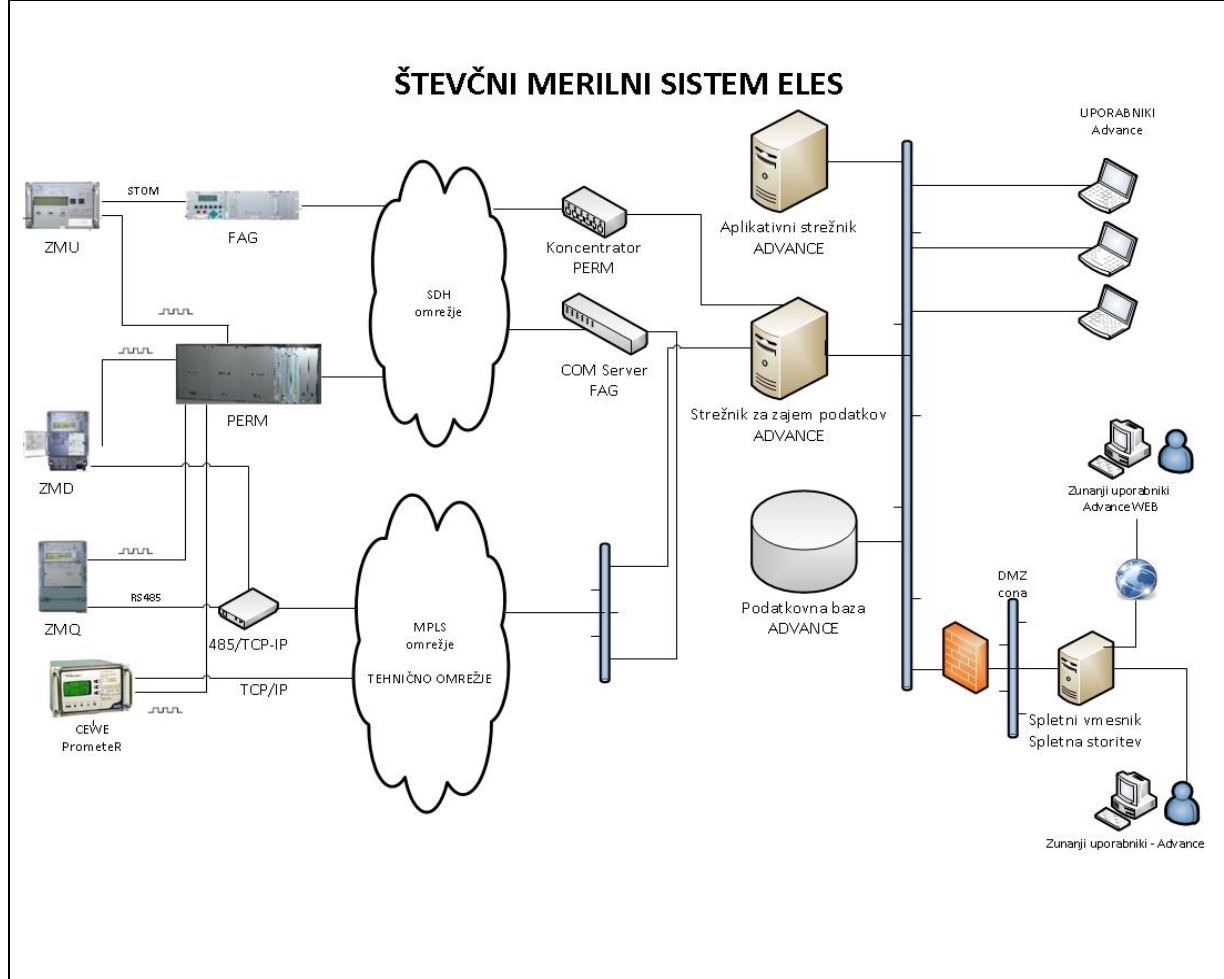 ŠTEVČNI MERILNI SISTEM ELES
UPORABNIKI
Advance
STOM
ZMU
FAG
SDH
omrežje
Koncentrator
PERM
Aplikativni strežnik
ADVANCE
PERM
COM Server
FAG
Strežnik za zajem podatkov
ADVANCE
ZMD
Zunanji uporabniki
AdvanceWEB
RS485
ZMQ
485/TCP-IP
MPLS
omrežje
TEHNIČNO OMREŽJE
Podatkovna baza
ADVANCE
DMZ
cona
TCP/IP
CEWE
PrometeR
Spletni vmesnik
Spletna storitev
Zunanji uporabniki - Advance